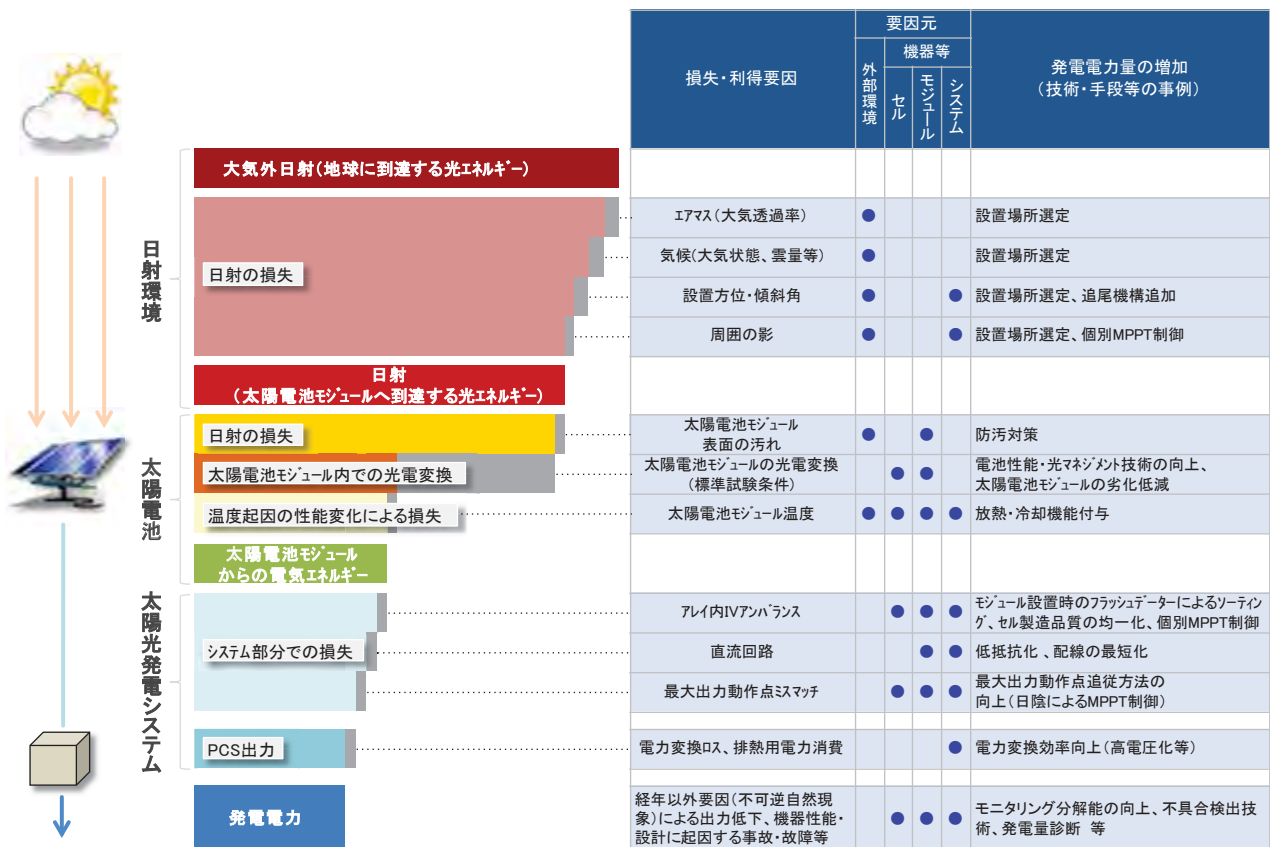 損失・利得要因
要因元
機器等
外部環境
セル
モジュール
システム
発電電力量の増加
（技術・手段等の事例）
日射環境
大気外日射（地球に到達する光ｴﾈﾙｷﾞｰ）
日射の損失
ｴｱﾏｽ（大気透過率）
設置場所選定
気候（大気状態、雲量等）
設置場所選定
設置方位・傾斜角
設置場所選定、追尾機構追加
周囲の影
設置場所選定、個別MPPT制御
日射
（太陽電池ﾓｼﾞｭｰﾙへ到達する光ｴﾈﾙｷﾞｰ）
太陽電池
日射の損失
太陽電池ﾓｼﾞｭｰﾙ
表面の汚れ
防汚対策
太陽電池ﾓｼﾞｭｰﾙ内での光電変換
太陽電池ﾓｼﾞｭｰﾙの光電変換
（標準試験条件）
電池性能・光ﾏﾈｼﾞﾒﾝﾄ技術の向上、
太陽電池ﾓｼﾞｭｰﾙの劣化低減
温度起因の性能変化による損失
太陽電池ﾓｼﾞｭｰﾙ温度
放熱・冷却機能付与
太陽電池ﾓｼﾞｭｰﾙ
からの電気ｴﾈﾙｷﾞｰ
太陽光発電システム
システム部分での損失
ｱﾚｲ内IVｱﾝﾊﾞﾗﾝｽ
ﾓｼﾞｭｰﾙ設置時のﾌﾗｯｼｭﾃﾞｰﾀｰによるｿｰﾃｨﾝ
ｸﾞ、ｾﾙ製造品質の均一化、個別MPPT制御
直流回路
低抵抗化、配線の最短化
最大出力動作点ﾐｽﾏｯﾁ
最大出力動作点追従方法の
向上（日陰によるMPPT制御）
PCS出力
電力変換ﾛｽ、排熱用電力消費
電力変換効率向上（高電圧化等）
発電電力
経年以外要因（不可逆自然現
象）による出力低下、機器性能・
設計に起因する事故・故障等
モニタリング分解能の向上、不具合検出技
術、発電量診断 等